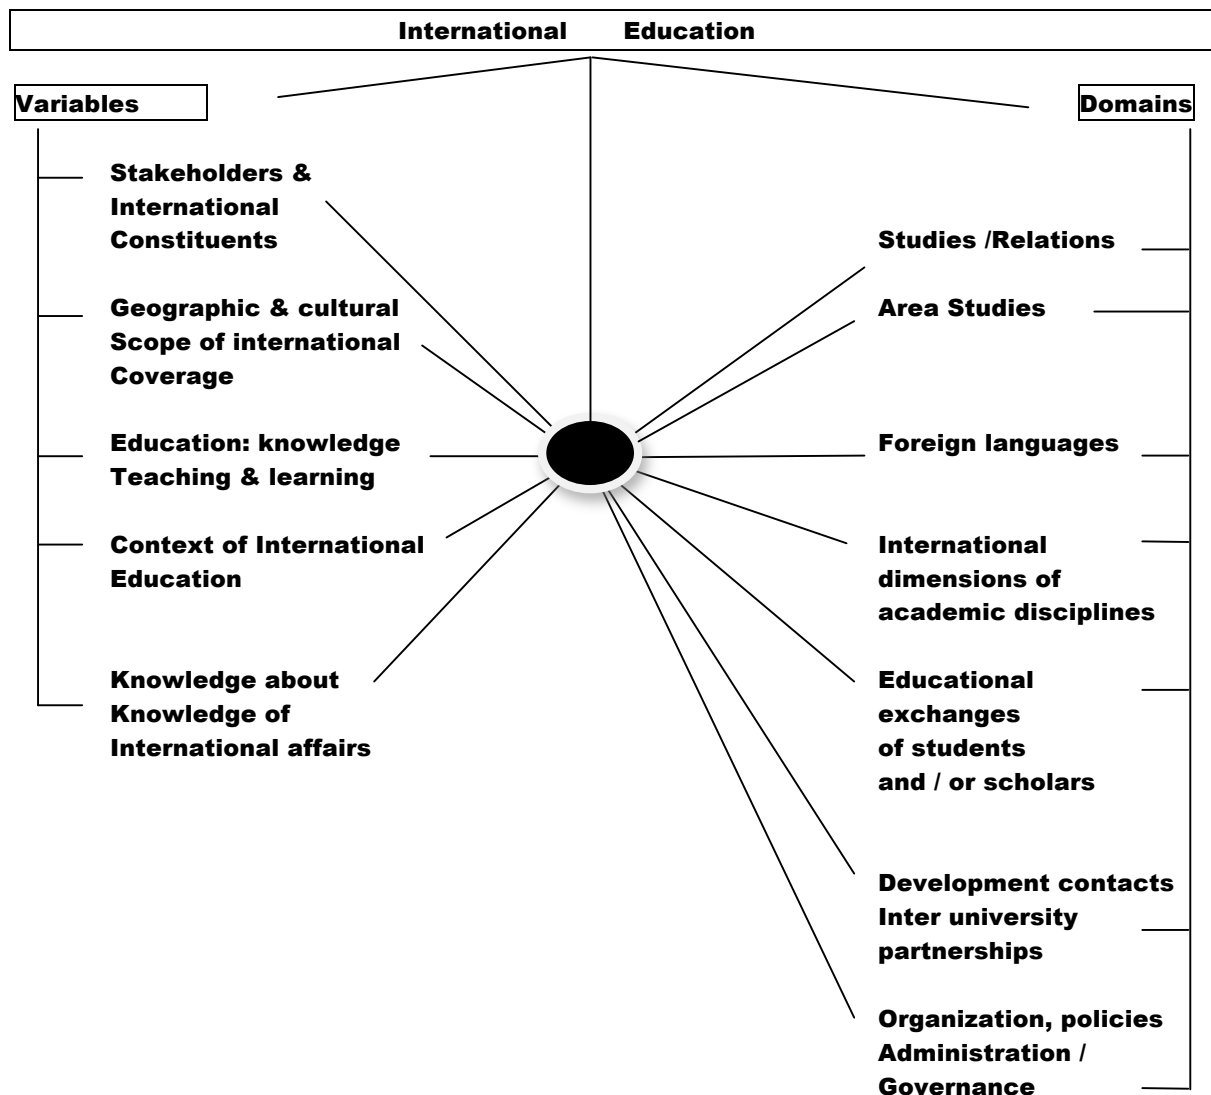 International Education
Variables
Domains
Stakeholders &
International
Constituents
Geographic & cultural
Scope of international
Coverage
Education: knowledge
Teaching & learning
Context of International
Education
Knowledge about
Knowledge of
International affairs
Studies /Relations
Area Studies
Foreign languages
International
dimensions of
academic disciplines
Educational
exchanges
of students
and / or scholars
Development contacts
Inter university
partnerships
Organization, policies
Administration /
Governance